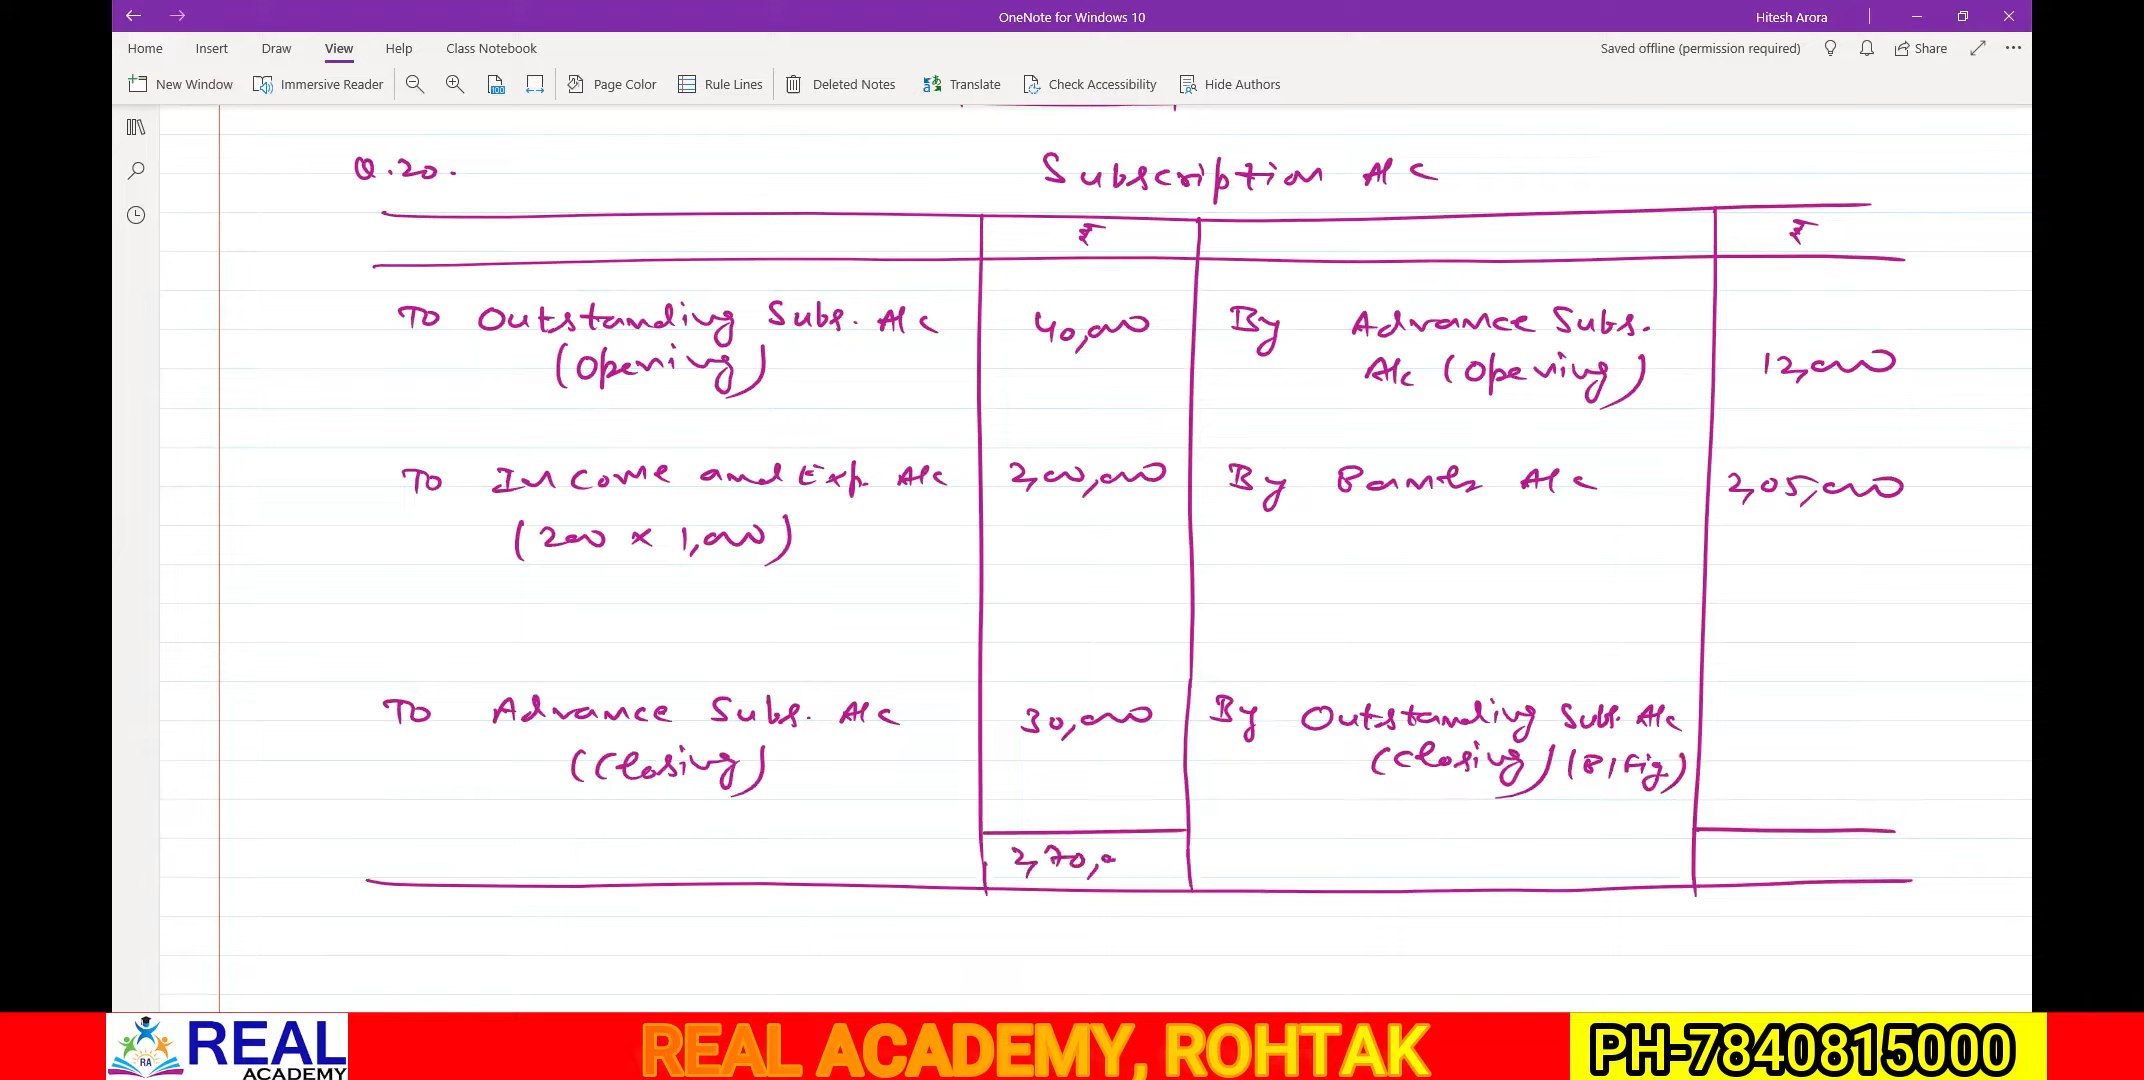 OneNote for Windows 10
Hitesh Arora
Home Insert Draw View Help Class Notebook
Saved offline (permission required) Share
New Window Immersive Reader Page Color Rule Lines Deleted Notes Translate Check Accessibility Hide Authors
Q.20. Subscription A/c
₹ ₹
To Outstanding Subs. A/c 40,000 By Advance Subs.
(Opening) A/c (Opening) 12,000
To Income and Exp. A/c 2,00,000 By Bank A/c 2,05,000
(200 x 1,000)
To Advance Subs. A/c 30,000 By Outstanding Subs. A/c
(Closing) (Closing) (B/Fig)
2,70,0
RA
REAL
ACADEMY
REAL ACADEMY, ROHTAK
PH-7840815000